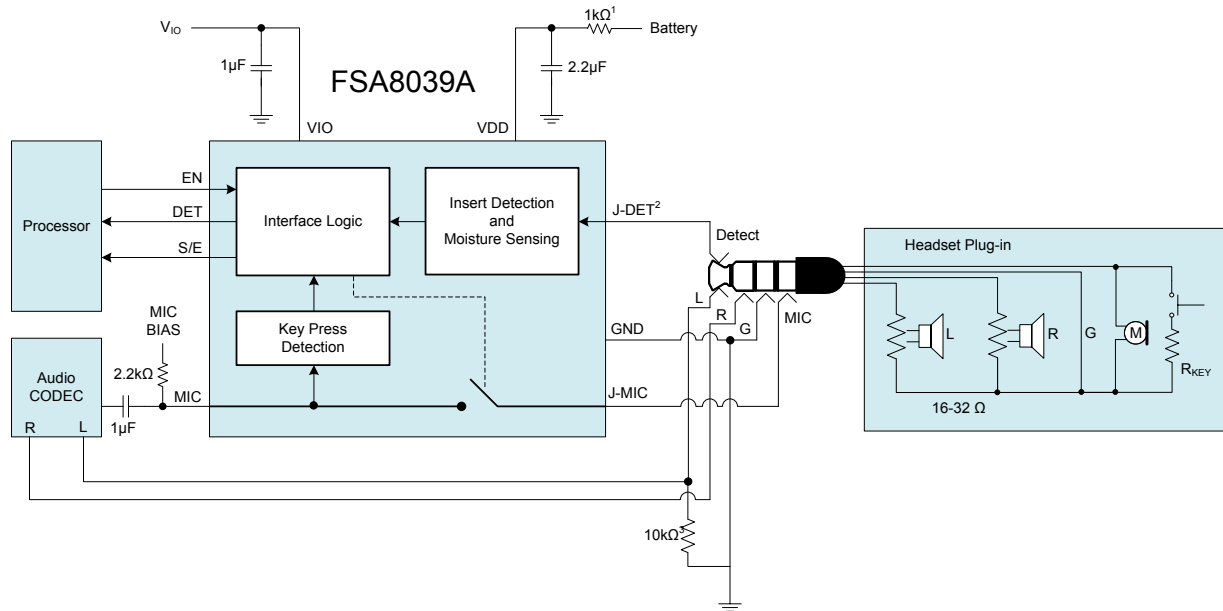 V_IO
1kΩ¹
Battery
1µF
2.2µF
FSA8039A
VIO
VDD
Processor
EN
DET
S/E
Interface Logic
Insert Detection
and
Moisture Sensing
J-DET²
Detect
Headset Plug-in
L
R
G
MIC
Key Press
Detection
GND
MIC
BIAS
2.2kΩ
MIC
J-MIC
Audio
CODEC
R
L
1µF
L
R
G
M
R_KEY
16-32 Ω
10kΩ³